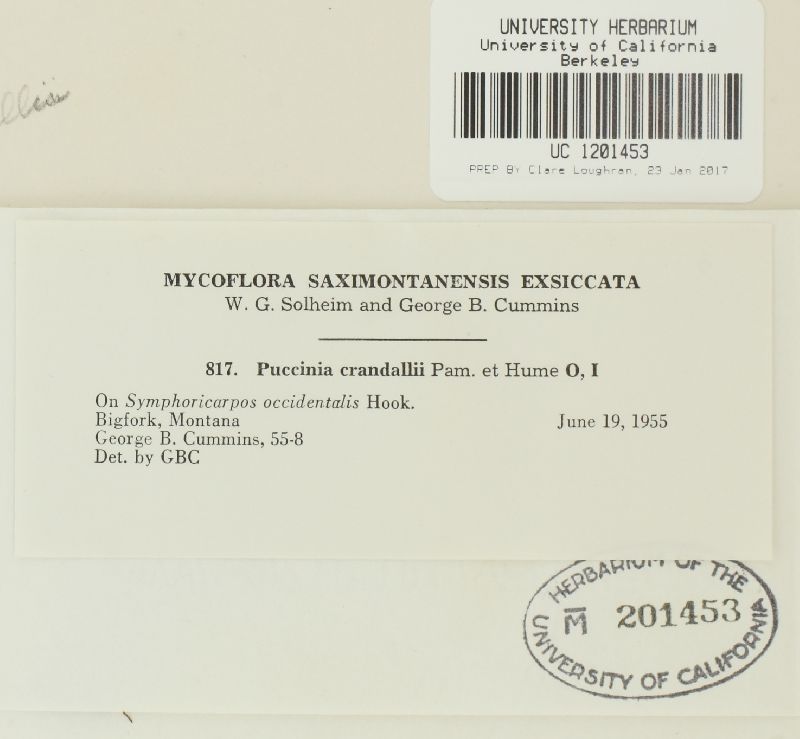 UNIVERSITY HERBARIUM
University of California
Berkeley
UC 1201453
PREP BY Clare Loughran, 23 Jan 2017
MYCOFLORA SAXIMONTANENSIS EXSICCATA
W. G. Solheim and George B. Cummins
817. Puccinia crandallii Pam. et Hume O, I
On Symphoricarpos occidentalis Hook.
Bigfork, Montana June 19, 1955
George B. Cummins, 55-8
Det. by GBC
HERBARIUM OF THE
M 201453
UNIVERSITY OF CALIFORNIA